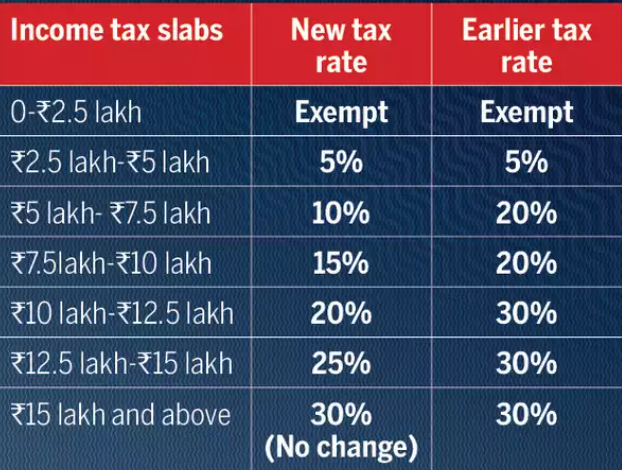 Income tax slabs New tax rate Earlier tax rate
0-₹2.5 lakh Exempt Exempt
₹2.5 lakh-₹5 lakh 5% 5%
₹5 lakh- ₹7.5 lakh 10% 20%
₹7.5lakh-₹10 lakh 15% 20%
₹10 lakh-₹12.5 lakh 20% 30%
₹12.5 lakh-₹15 lakh 25% 30%
₹15 lakh and above 30% 30%
(No change)